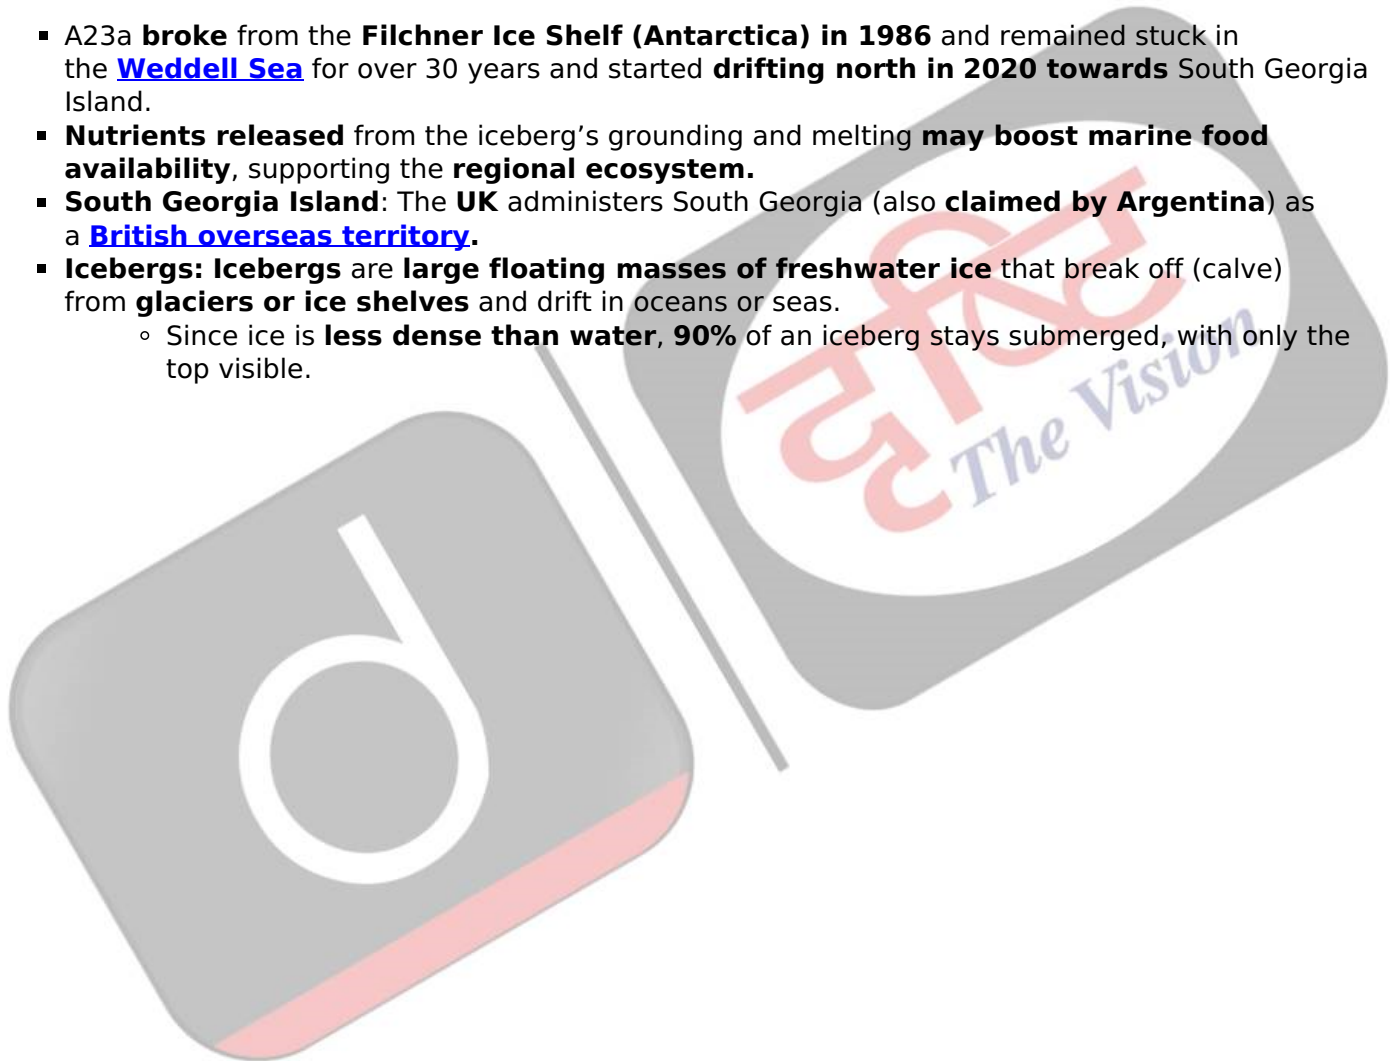 ▪ A23a broke from the Filchner Ice Shelf (Antarctica) in 1986 and remained stuck in
the Weddell Sea for over 30 years and started drifting north in 2020 towards South Georgia
Island.
▪ Nutrients released from the iceberg’s grounding and melting may boost marine food
availability, supporting the regional ecosystem.
▪ South Georgia Island: The UK administers South Georgia (also claimed by Argentina) as
a British overseas territory.
▪ Icebergs: Icebergs are large floating masses of freshwater ice that break off (calve)
from glaciers or ice shelves and drift in oceans or seas.
◦ Since ice is less dense than water, 90% of an iceberg stays submerged, with only the
top visible.
d
दृष्टि
The Vision